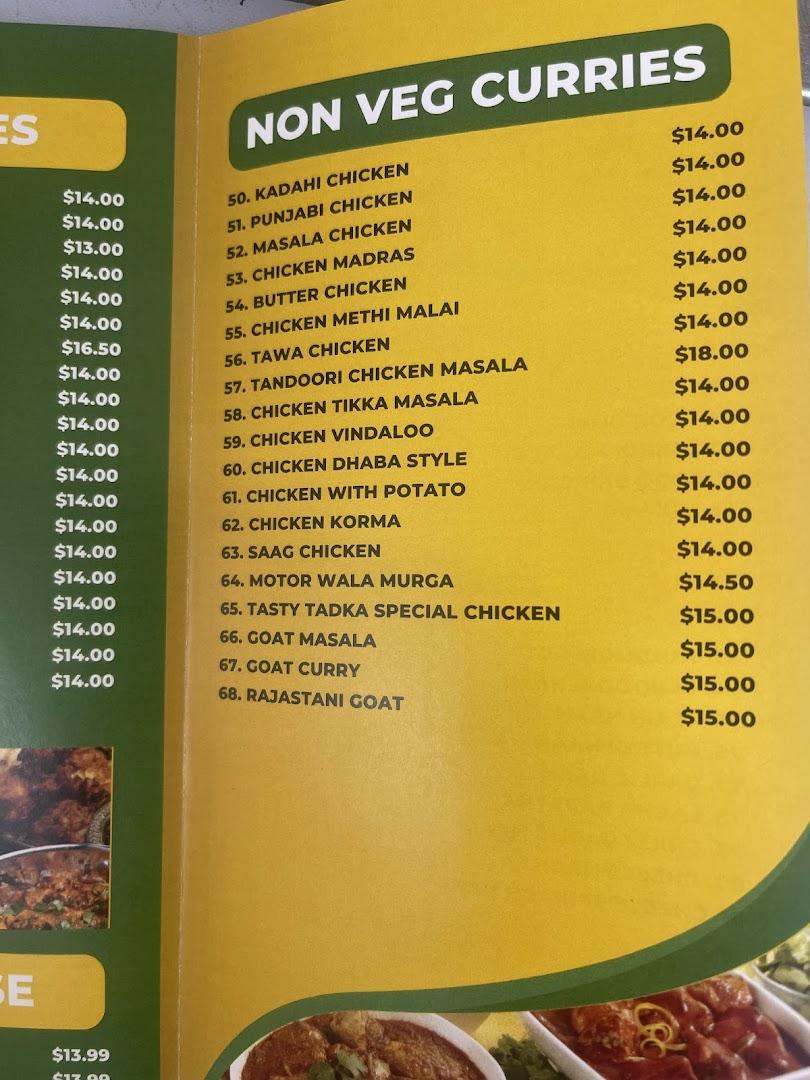 ES
$14.00
$14.00
$13.00
$14.00
$14.00
$14.00
$16.50
$14.00
$14.00
$14.00
$14.00
$14.00
$14.00
$14.00
$14.00
$14.00
$14.00
$14.00
$14.00
$14.00
SE
$13.99
$13.99
NON VEG CURRIES
50. KADAHI CHICKEN $14.00
51. PUNJABI CHICKEN $14.00
52. MASALA CHICKEN $14.00
53. CHICKEN MADRAS $14.00
54. BUTTER CHICKEN $14.00
55. CHICKEN METHI MALAI $14.00
56. TAWA CHICKEN $14.00
57. TANDOORI CHICKEN MASALA $18.00
58. CHICKEN TIKKA MASALA $14.00
59. CHICKEN VINDALOO $14.00
60. CHICKEN DHABA STYLE $14.00
61. CHICKEN WITH POTATO $14.00
62. CHICKEN KORMA $14.00
63. SAAG CHICKEN $14.00
64. MOTOR WALA MURGA $14.50
65. TASTY TADKA SPECIAL CHICKEN $15.00
66. GOAT MASALA $15.00
67. GOAT CURRY $15.00
68. RAJASTANI GOAT $15.00